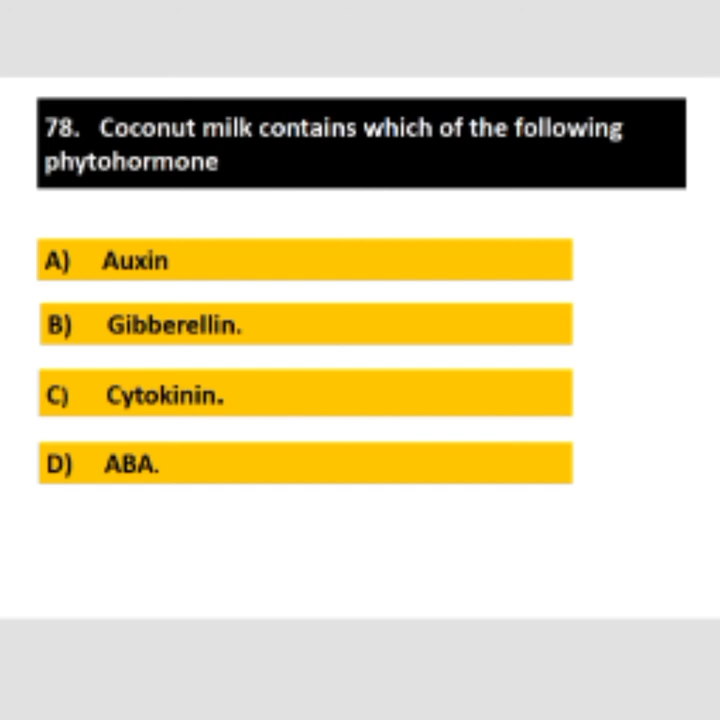 78. Coconut milk contains which of the following
phytohormone
A) Auxin
B) Gibberellin.
C) Cytokinin.
D) ABA.